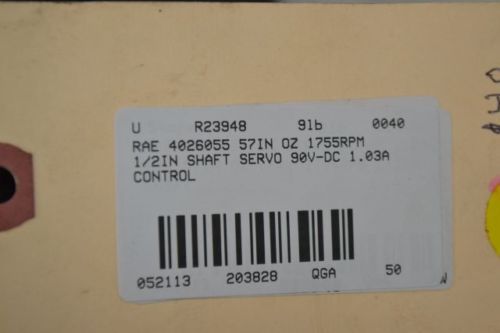 U R23948 9lb 0040
RAE 4026055 57IN OZ 1755RPM
1/2IN SHAFT SERVO 90V-DC 1.03A
CONTROL
052113 203828 QGA 50